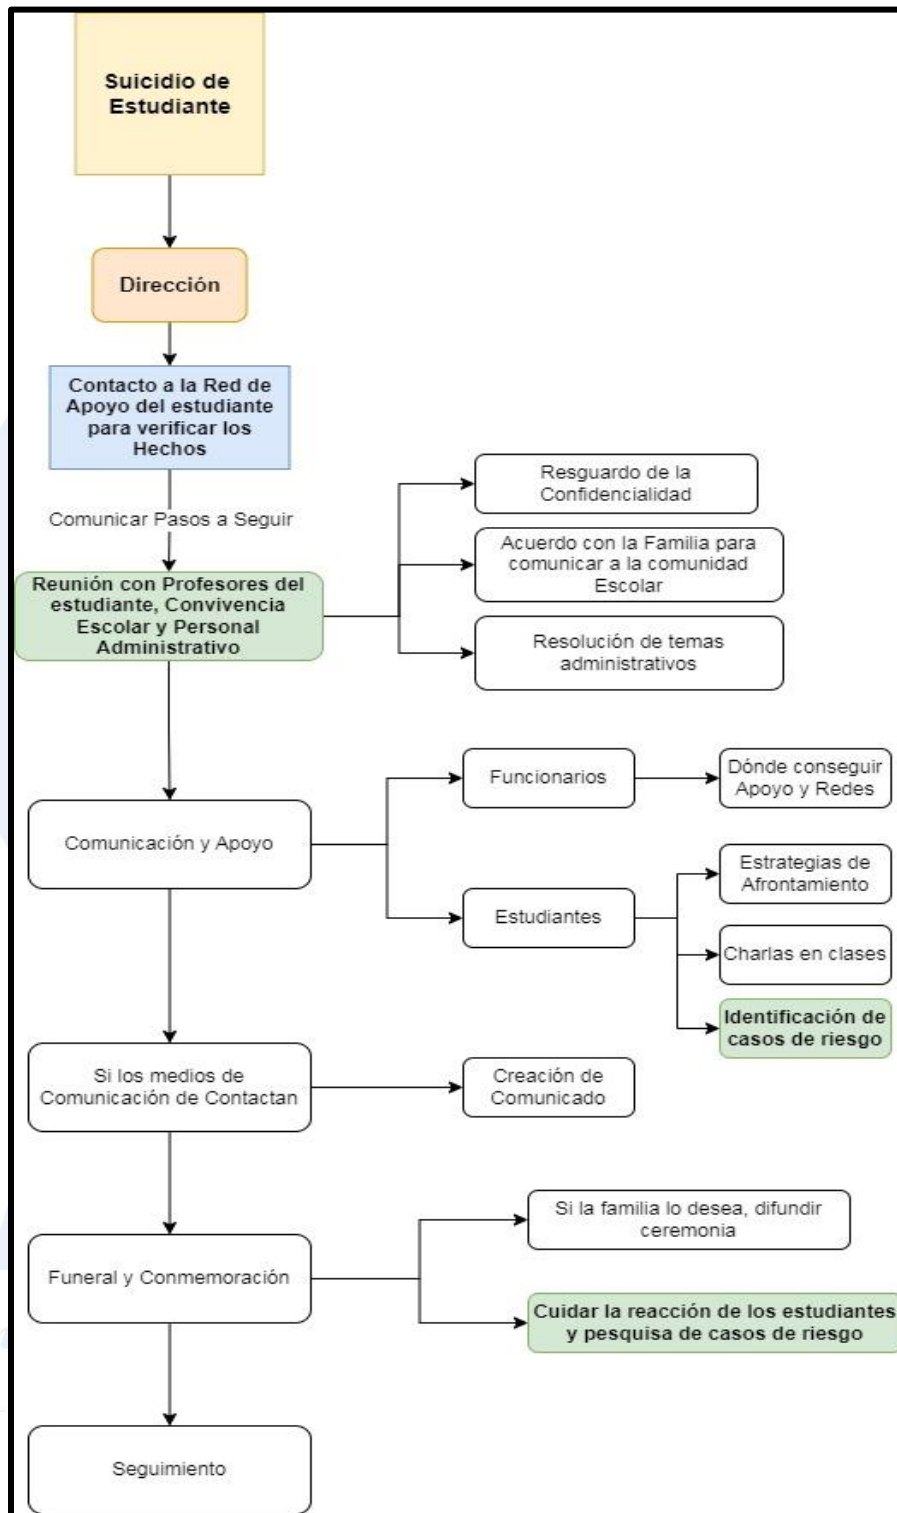 Suicidio de
Estudiante
Dirección
Contacto a la Red de
Apoyo del estudiante
para verificar los
Hechos
Comunicar Pasos a Seguir
Reunión con Profesores del
estudiante, Convivencia
Escolar y Personal
Administrativo
Resguardo de la
Confidencialidad
Acuerdo con la Familia para
comunicar a la comunidad
Escolar
Resolución de temas
administrativos
Comunicación y Apoyo
Funcionarios
Dónde conseguir
Apoyo y Redes
Estudiantes
Estrategias de
Afrontamiento
Charlas en clases
Identificación de
casos de riesgo
Si los medios de
Comunicación de Contactan
Creación de
Comunicado
Funeral y Conmemoración
Si la familia lo desea, difundir
ceremonia
Cuidar la reacción de los estudiantes
y pesquisa de casos de riesgo
Seguimiento